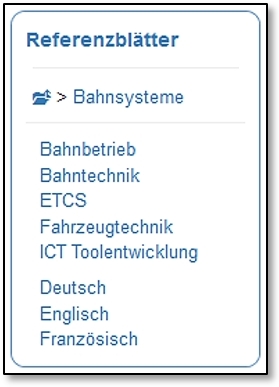 Referenzblätter
> Bahnsysteme
Bahnbetrieb
Bahntechnik
ETCS
Fahrzeugtechnik
ICT Toolentwicklung
Deutsch
Englisch
Französisch